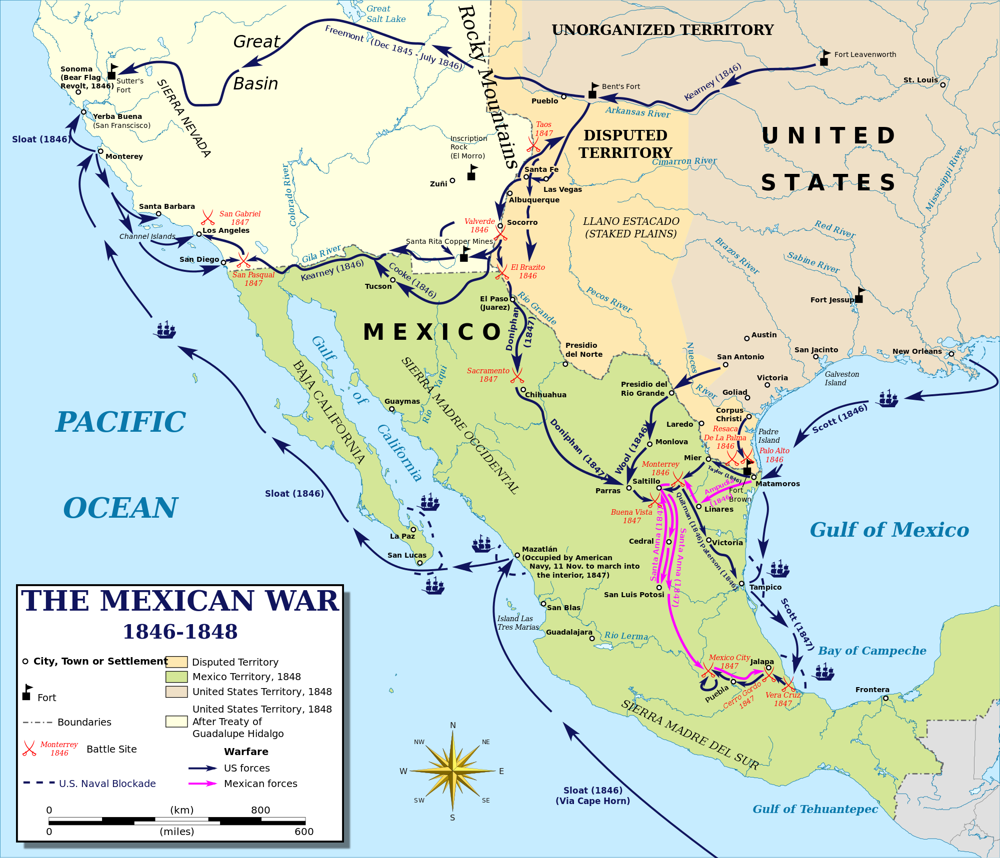 Great
Salt Lake
Rocky Mountains
UNORGANIZED TERRITORY
Great
Basin
Freemont (Dec 1845 - July 1846)
Fort Leavenworth
Kearney (1846)
St. Louis
Sonoma
(Bear Flag
Revolt, 1846)
Sutter's
Fort
SIERRA NEVADA
Bent's Fort
Pueblo
Arkansas River
Yerba Buena
(San Franscisco)
Sloat (1846)
Monterey
Taos
1847
DISPUTED
TERRITORY
UNITED
STATES
Inscription
Rock
(El Morro)
Zuñi
Colorado River
Cimarron River
Mississippi River
Santa Fe
Las Vegas
Albuquerque
Santa Barbara
San Gabriel
1847
Los Angeles
Channel Islands
San Diego
San Pasqual
1847
Valverde
1846
Socorro
LLANO ESTACADO
(STAKED PLAINS)
Red River
Santa Rita Copper Mines
Gila River
Kearney (1846)
Cooke (1846)
Tucson
El Brazito
1846
Brazos River
Sabine River
Pecos River
El Paso
(Juarez)
Rio Grande
Fort Jessup
MEXICO
Doniphan
(1847)
Austin
Presidio
del Norte
San Antonio
San Jacinto
New Orleans
Nueces
River
Galveston
Island
Victoria
Goliad
Gulf
of
California
BAJA CALIFORNIA
SIERRA MADRE OCCIDENTAL
Rio Yaqui
Guaymas
Sacramento
1847
Chihuahua
Presidio del
Rio Grande
Corpus
Christi
Laredo
Resaca
De La Palma
1846
Padre
Island
Palo Alto
1846
Scott (1846)
PACIFIC
OCEAN
Doniphan (1847)
Wool (1846)
Monlova
Mier
Monterrey
1846
Taylor (1846)
Saltillo
Parras
Matamoros
Ampudia
(1846)
Fort
Brown
Linares
Buena Vista
1847
Quitman (1846)
Sloat (1846)
Gulf of Mexico
La Paz
San Lucas
Mazatlán
(Occupied by American
Navy, 11 Nov. to march into
the interior, 1847)
Cedral
Victoria
Santa Anna (1847)
Santa Anna (1847)
Paterson (1846)
San Luis Potosi
Tampico
San Blas
Island Las
Tres Marias
Guadalajara
Rio Lerma
Scott (1847)
Bay of Campeche
Mexico City
1847
Jalapa
Puebla
Cerro Gordo
1847
Vera Cruz
1847
Frontera
SIERRA MADRE DEL SUR
Gulf of Tehuantepec
Sloat (1846)
(Via Cape Horn)
N
NE
E
SE
S
SW
W
NW
THE MEXICAN WAR
1846-1848
City, Town or Settlement
Fort
Boundaries
Monterrey
1846
Battle Site
U.S. Naval Blockade
Disputed Territory
Mexico Territory, 1848
United States Territory, 1848
United States Territory, 1848
After Treaty of
Guadalupe Hidalgo
Warfare
US forces
Mexican forces
0 (km) 800
0 (miles) 600